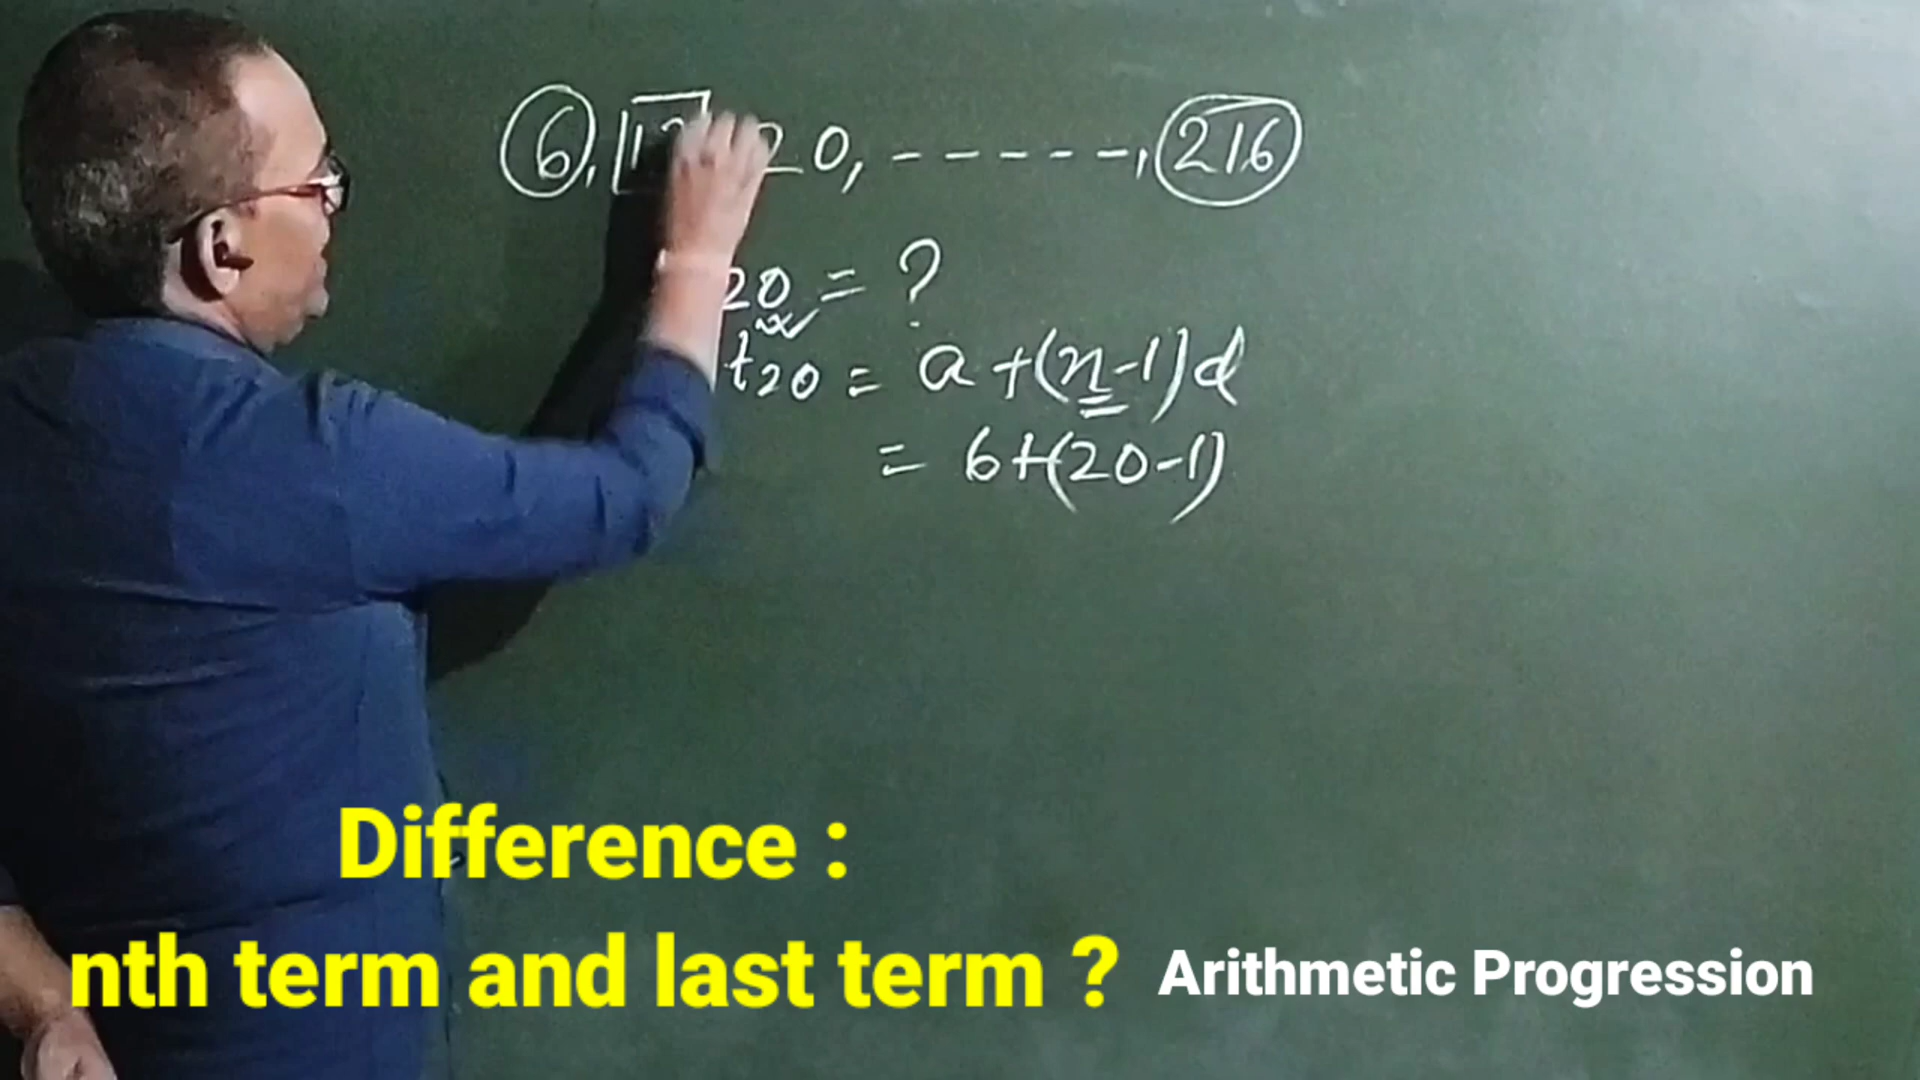 6, 20, -----, 216
20 = ?
t20 = a+(n-1)d
= 6+(20-1)
Difference :
nth term and last term ?
Arithmetic Progression